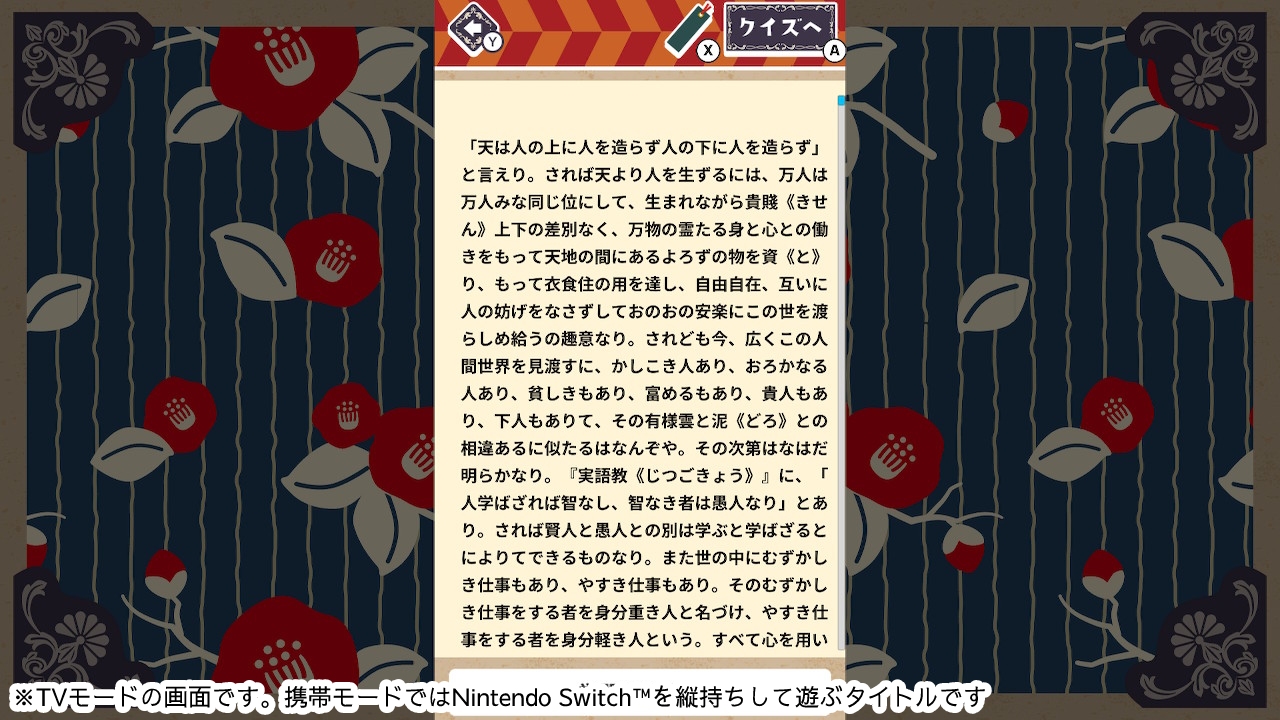 Y
X
クイズへ
A
「天は人の上に人を造らず人の下に人を造らず」
と言えり。されば天より人を生ずるには、万人は
万人みな同じ位にして、生まれながら貴賤《きせ
ん》上下の差別なく、万物の霊たる身と心との働
きをもって天地の間にあるよろずの物を資《と》
り、もって衣食住の用を達し、自由自在、互いに
人の妨げをなさずしておのおの安楽にこの世を渡
らしめ給うの趣意なり。されども今、広くこの人
間世界を見渡すに、かしこき人あり、おろかなる
人あり、貧しきもあり、富めるもあり、貴人もあ
り、下人もありて、その有様雲と泥《どろ》との
相違あるに似たるはなんぞや。その次第はなはだ
明らかなり。『実語教《じつごきょう》』に、「
人学ばざれば智なし、智なき者は愚人なり」とあ
り。されば賢人と愚人との別は学ぶと学ばざると
によりてできるものなり。また世の中にむずかし
き仕事もあり、やすき仕事もあり。そのむずかし
き仕事をする者を身分重き人と名づけ、やすき仕
事をする者を身分軽き人という。すべて心を用い
※TVモードの画面です。携帯モードではNintendo Switch™を縦持ちして遊ぶタイトルです